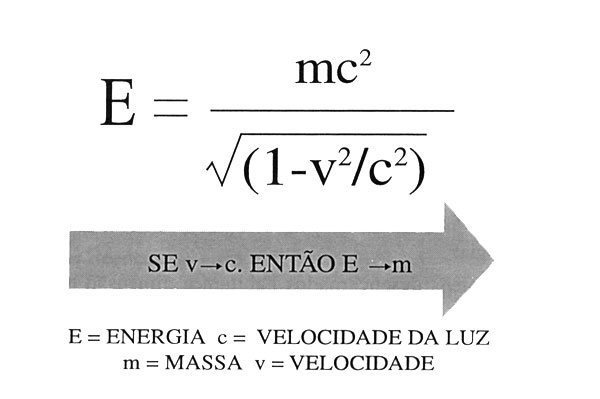 E = mc² / √(1-v²/c²)
SE v→c. ENTÃO E →m
E = ENERGIA c = VELOCIDADE DA LUZ
m = MASSA v = VELOCIDADE